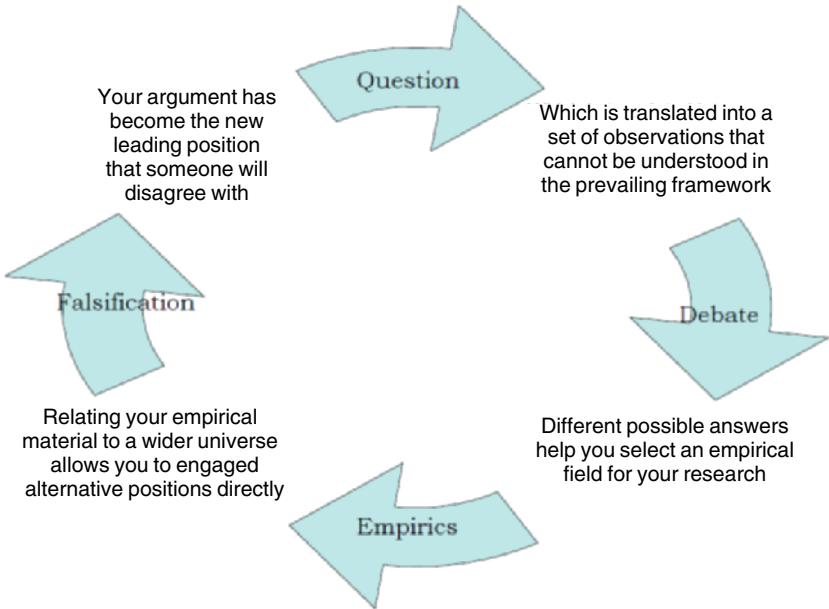 Question
Your argument has
become the new
leading position
that someone will
disagree with
Which is translated into a
set of observations that
cannot be understood in
the prevailing framework
Debate
Different possible answers
help you select an empirical
field for your research
Empirics
Relating your empirical
material to a wider universe
allows you to engaged
alternative positions directly
Falsification